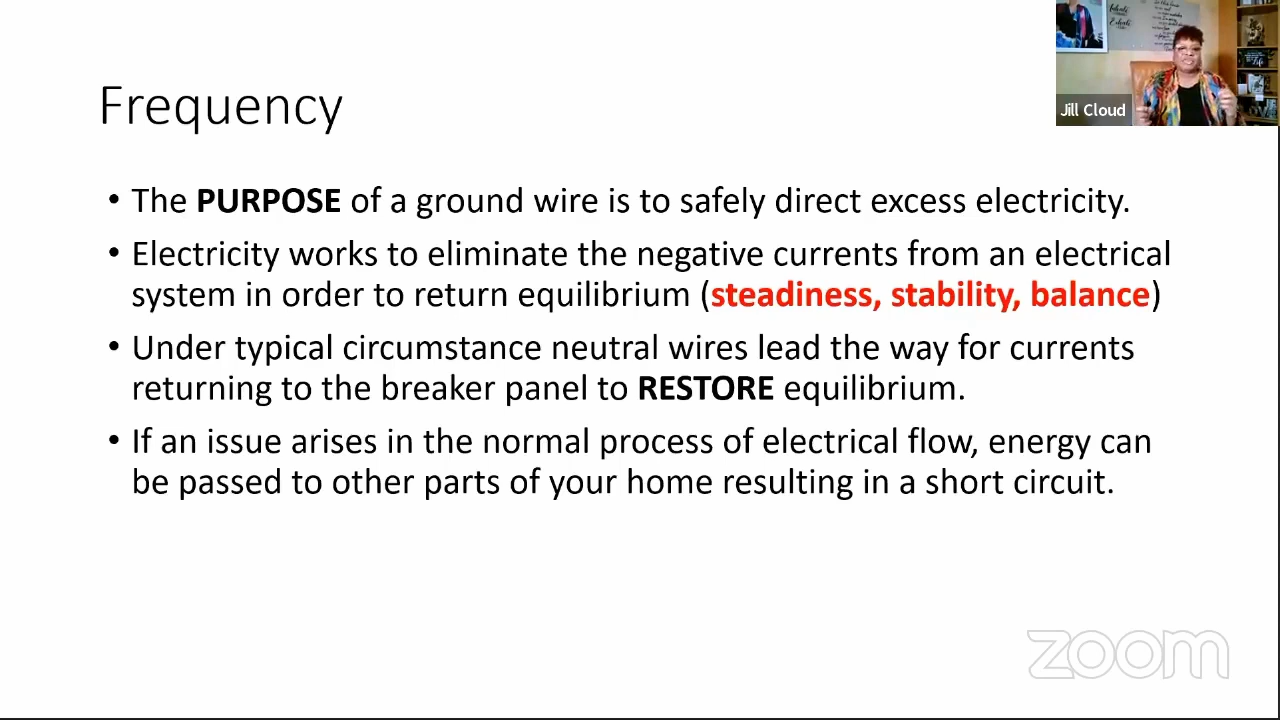 Jill Cloud
Frequency
• The PURPOSE of a ground wire is to safely direct excess electricity.
• Electricity works to eliminate the negative currents from an electrical
system in order to return equilibrium (steadiness, stability, balance)
• Under typical circumstance neutral wires lead the way for currents
returning to the breaker panel to RESTORE equilibrium.
• If an issue arises in the normal process of electrical flow, energy can
be passed to other parts of your home resulting in a short circuit.
zoom